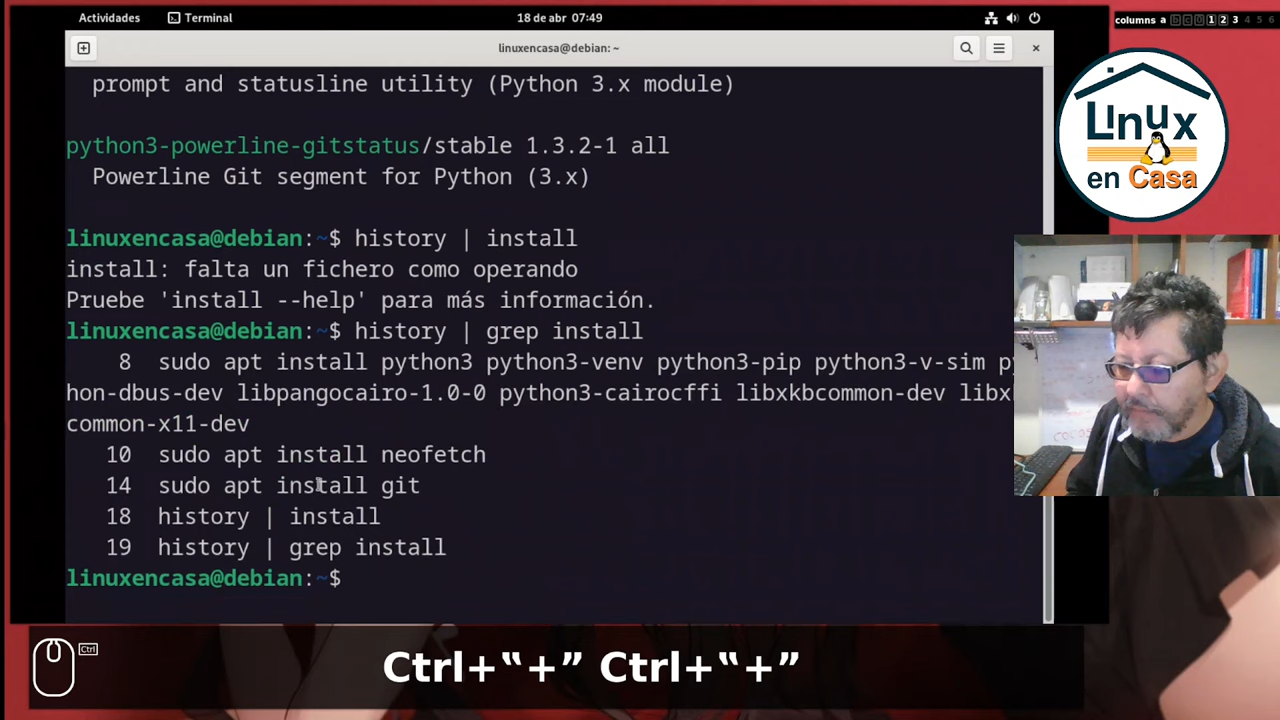 Actividades Terminal 18 de abr 07:49
columns a 1 2 3 4 5 6
linuxencasa@debian: ~
Linux
en Casa
prompt and statusline utility (Python 3.x module)
python3-powerline-gitstatus/stable 1.3.2-1 all
Powerline Git segment for Python (3.x)
linuxencasa@debian:~$ history | install
install: falta un fichero como operando
Pruebe 'install --help' para más información.
linuxencasa@debian:~$ history | grep install
8 sudo apt install python3 python3-venv python3-pip python3-v-sim
hon-dbus-dev libpangocairo-1.0-0 python3-cairocffi libxkbcommon-dev
common-x11-dev
10 sudo apt install neofetch
14 sudo apt install git
18 history | install
19 history | grep install
linuxencasa@debian:~$
Ctrl
Ctrl+“+” Ctrl+“+”